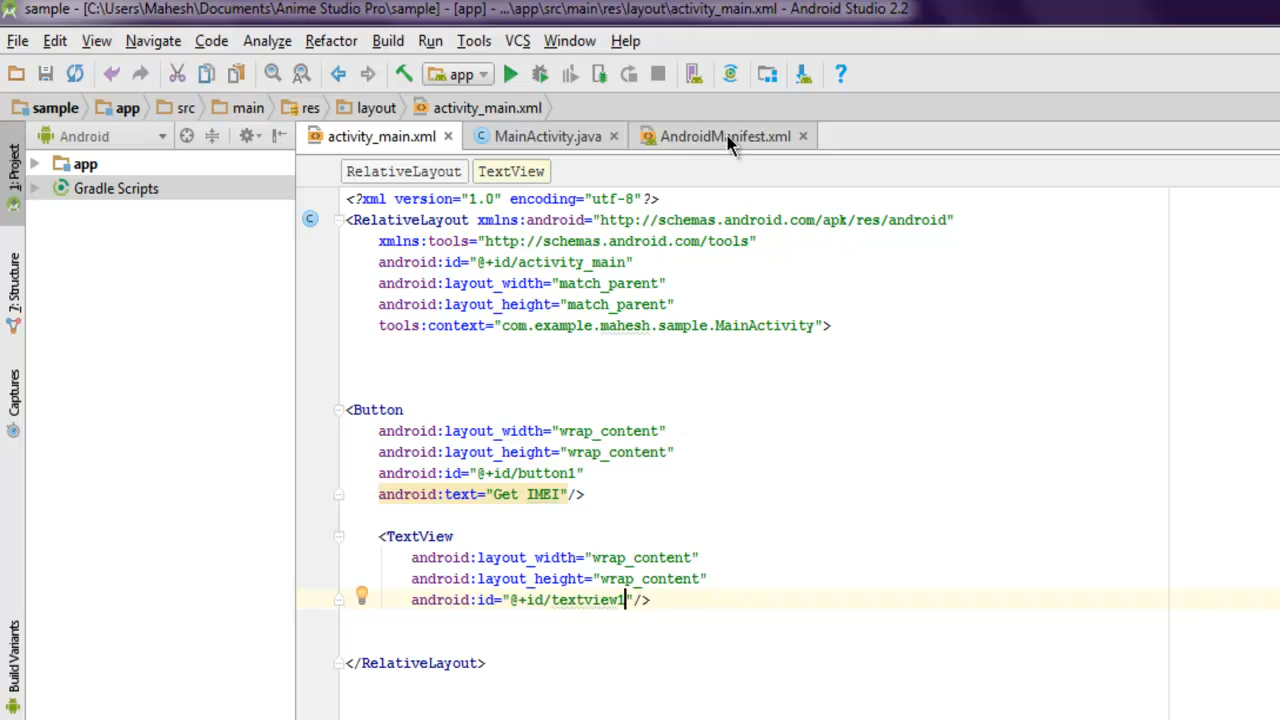 sample - [C:\Users\Mahesh\Documents\Anime Studio Pro\sample] - [app] - ...\app\src\main\res\layout\activity_main.xml - Android Studio 2.2
File Edit View Navigate Code Analyze Refactor Build Run Tools VCS Window Help
app
sample app src main res layout activity_main.xml
Android
activity_main.xml MainActivity.java AndroidManifest.xml
1: Project
7: Structure
Captures
Build Variants
app
Gradle Scripts
RelativeLayout TextView
<?xml version="1.0" encoding="utf-8"?>
<RelativeLayout xmlns:android="http://schemas.android.com/apk/res/android"
xmlns:tools="http://schemas.android.com/tools"
android:id="@+id/activity_main"
android:layout_width="match_parent"
android:layout_height="match_parent"
tools:context="com.example.mahesh.sample.MainActivity">
<Button
android:layout_width="wrap_content"
android:layout_height="wrap_content"
android:id="@+id/button1"
android:text="Get IMEI"/>
<TextView
android:layout_width="wrap_content"
android:layout_height="wrap_content"
android:id="@+id/textview1"/>
</RelativeLayout>